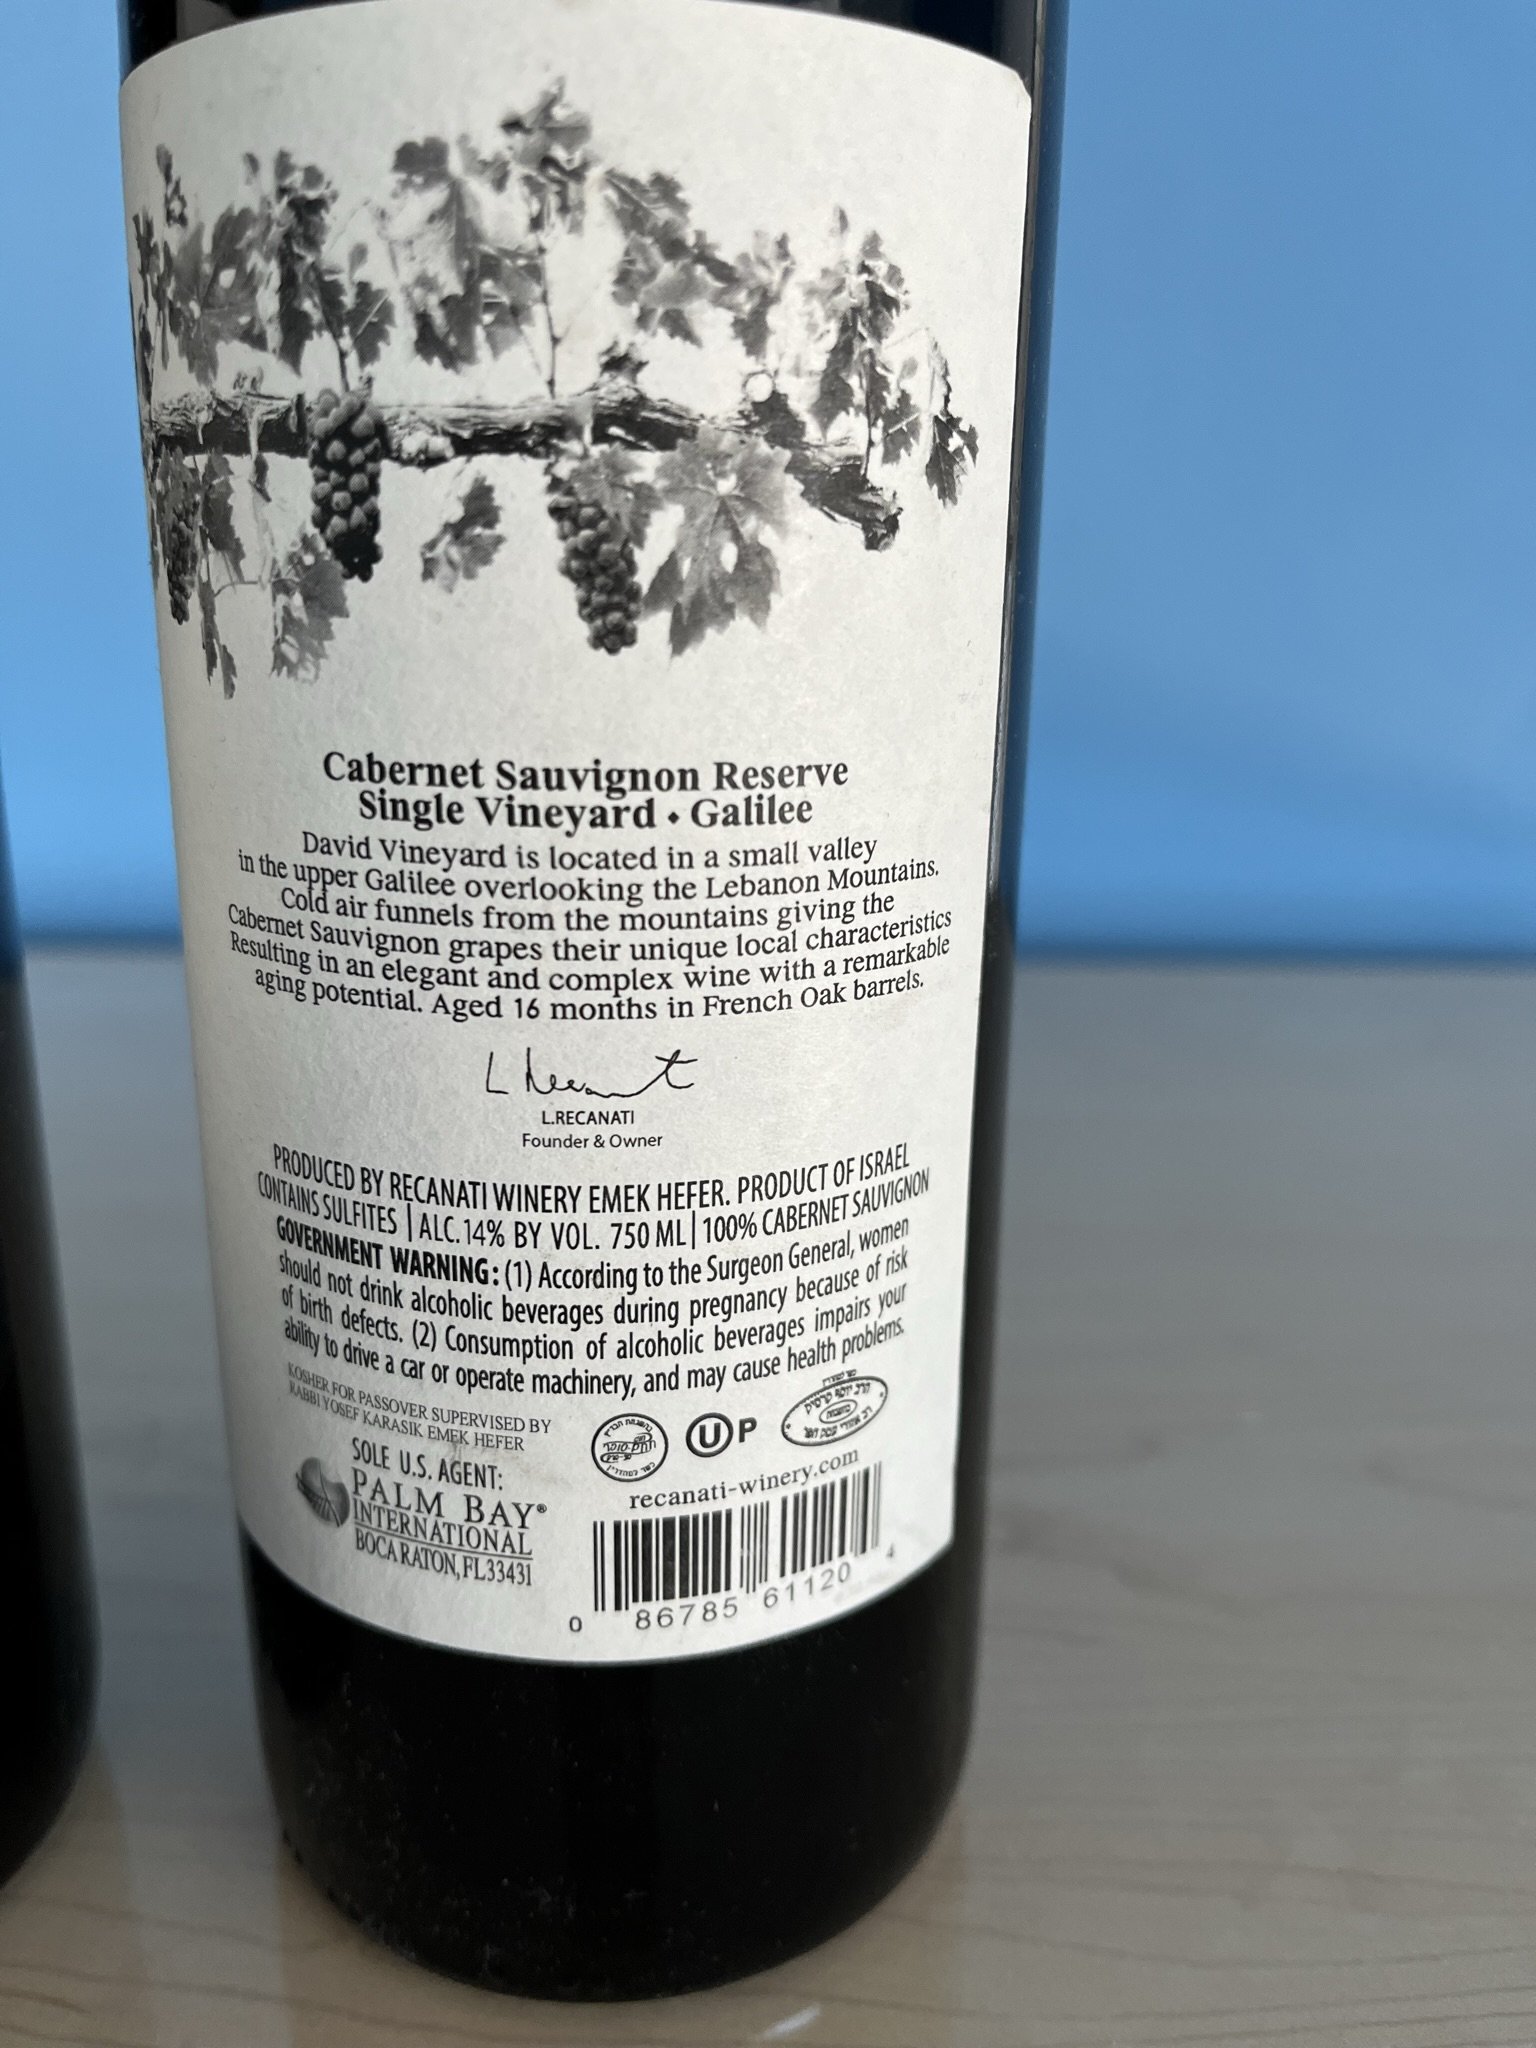 Cabernet Sauvignon Reserve
Single Vineyard • Galilee
David Vineyard is located in a small valley
in the upper Galilee overlooking the Lebanon Mountains.
Cold air funnels from the mountains giving the
Cabernet Sauvignon grapes their unique local characteristics
Resulting in an elegant and complex wine with a remarkable
aging potential. Aged 16 months in French Oak barrels.
L.RECANATI
Founder & Owner
PRODUCED BY RECANATI WINERY EMEK HEFER. PRODUCT OF ISRAEL
CONTAINS SULFITES | ALC. 14% BY VOL. 750 ML | 100% CABERNET SAUVIGNON
GOVERNMENT WARNING: (1) According to the Surgeon General, women
should not drink alcoholic beverages during pregnancy because of risk
of birth defects. (2) Consumption of alcoholic beverages impairs your
ability to drive a car or operate machinery, and may cause health problems.
KOSHER FOR PASSOVER SUPERVISED BY
RABBI YOSEF KARASIK EMEK HEFER
U P
SOLE U.S. AGENT:
PALM BAY®
INTERNATIONAL
BOCA RATON, FL 33431
recanati-winery.com
0 86785 61120 4